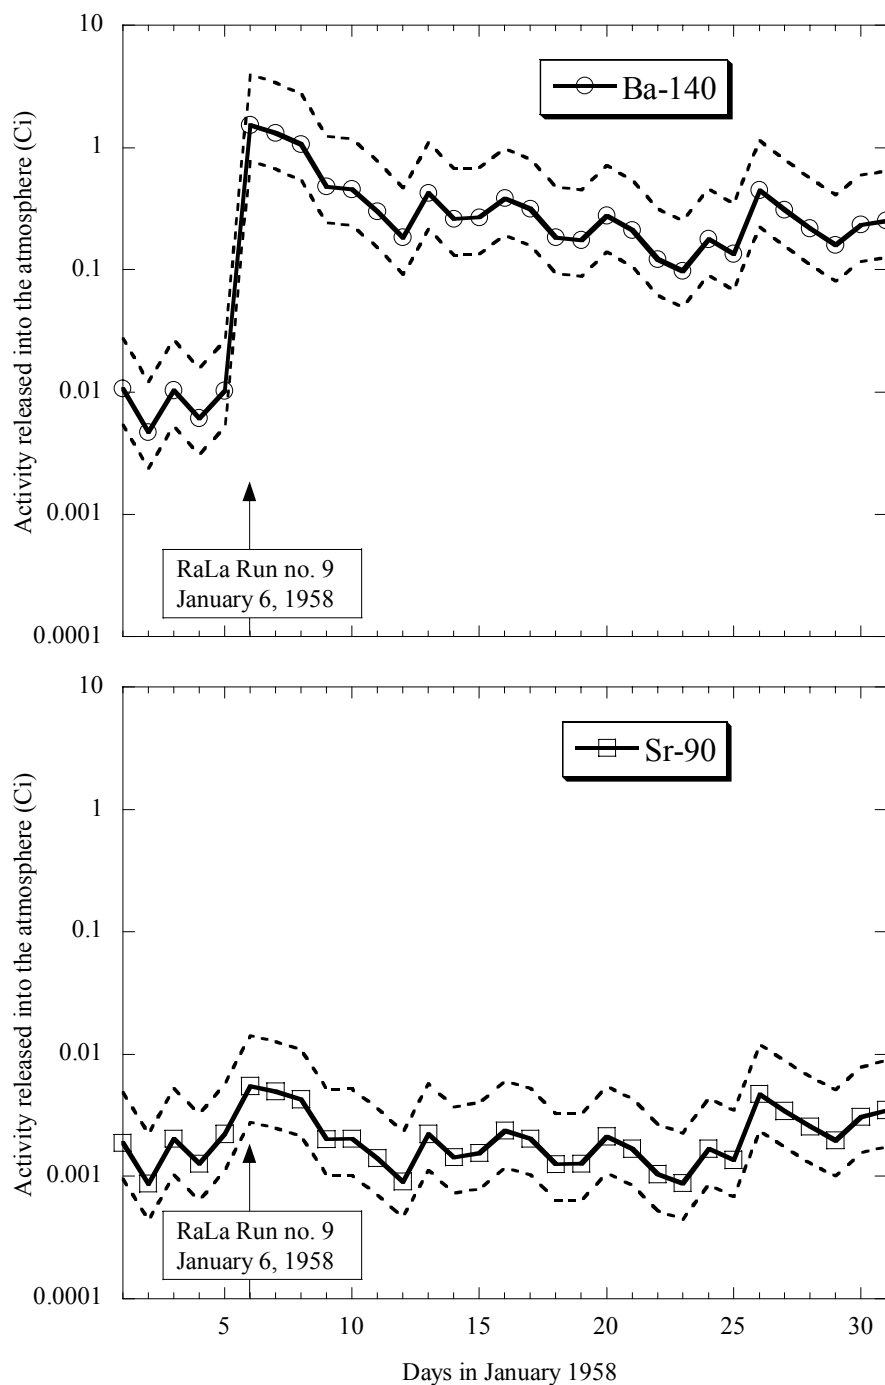 Activity released into the atmosphere (Ci)
10
1
0.1
0.01
0.001
0.0001
Ba-140
RaLa Run no. 9
January 6, 1958
Activity released into the atmosphere (Ci)
10
1
0.1
0.01
0.001
0.0001
Sr-90
RaLa Run no. 9
January 6, 1958
5
10
15
20
25
30
Days in January 1958